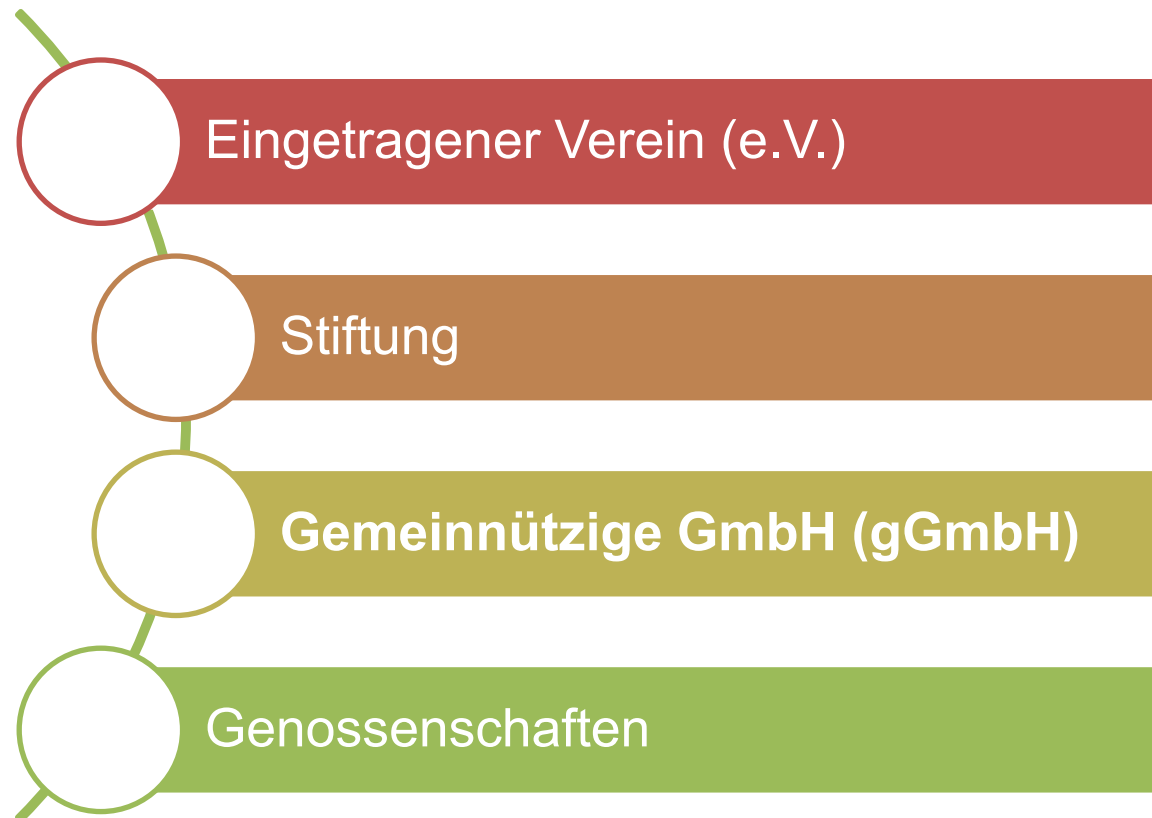 Eingetragener Verein (e.V.)
Stiftung
Gemeinnützige GmbH (gGmbH)
Genossenschaften